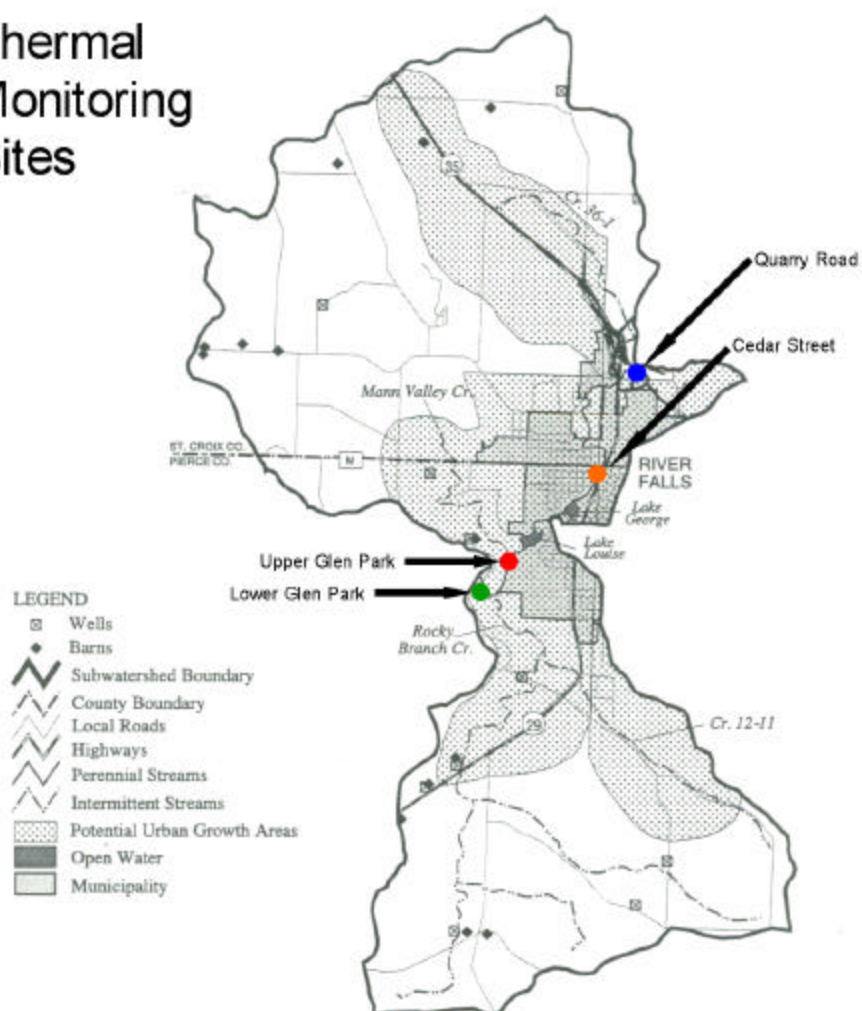 hermal
onitoring
ites
35
Cr. 36-1
Quarry Road
Cedar Street
Mann Valley Cr.
ST. CROIX CO.
PIERCE CO.
M
RIVER
FALLS
Lake
George
Lake
Louise
Upper Glen Park
Lower Glen Park
Rocky
Branch Cr.
29
Cr. 12-11
LEGEND
Wells
Barns
Subwatershed Boundary
County Boundary
Local Roads
Highways
Perennial Streams
Intermittent Streams
Potential Urban Growth Areas
Open Water
Municipality